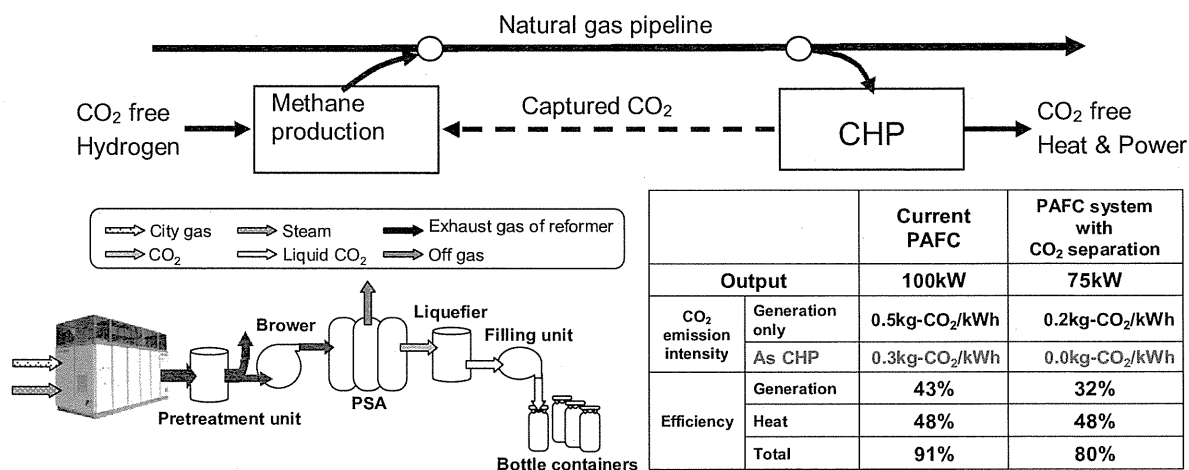 Natural gas pipeline
CO₂ free
Hydrogen
Methane
production
Captured CO₂
CHP
CO₂ free
Heat & Power
City gas
Steam
Exhaust gas of reformer
CO₂
Liquid CO₂
Off gas
Brower
Liquefier
Filling unit
Pretreatment unit
PSA
Bottle containers
Current
PAFC
PAFC system
with
CO₂ separation
Output
100kW
75kW
CO₂
emission
intensity
Generation
only
0.5kg-CO₂/kWh
0.2kg-CO₂/kWh
As CHP
0.3kg-CO₂/kWh
0.0kg-CO₂/kWh
Efficiency
Generation
43%
32%
Heat
48%
48%
Total
91%
80%